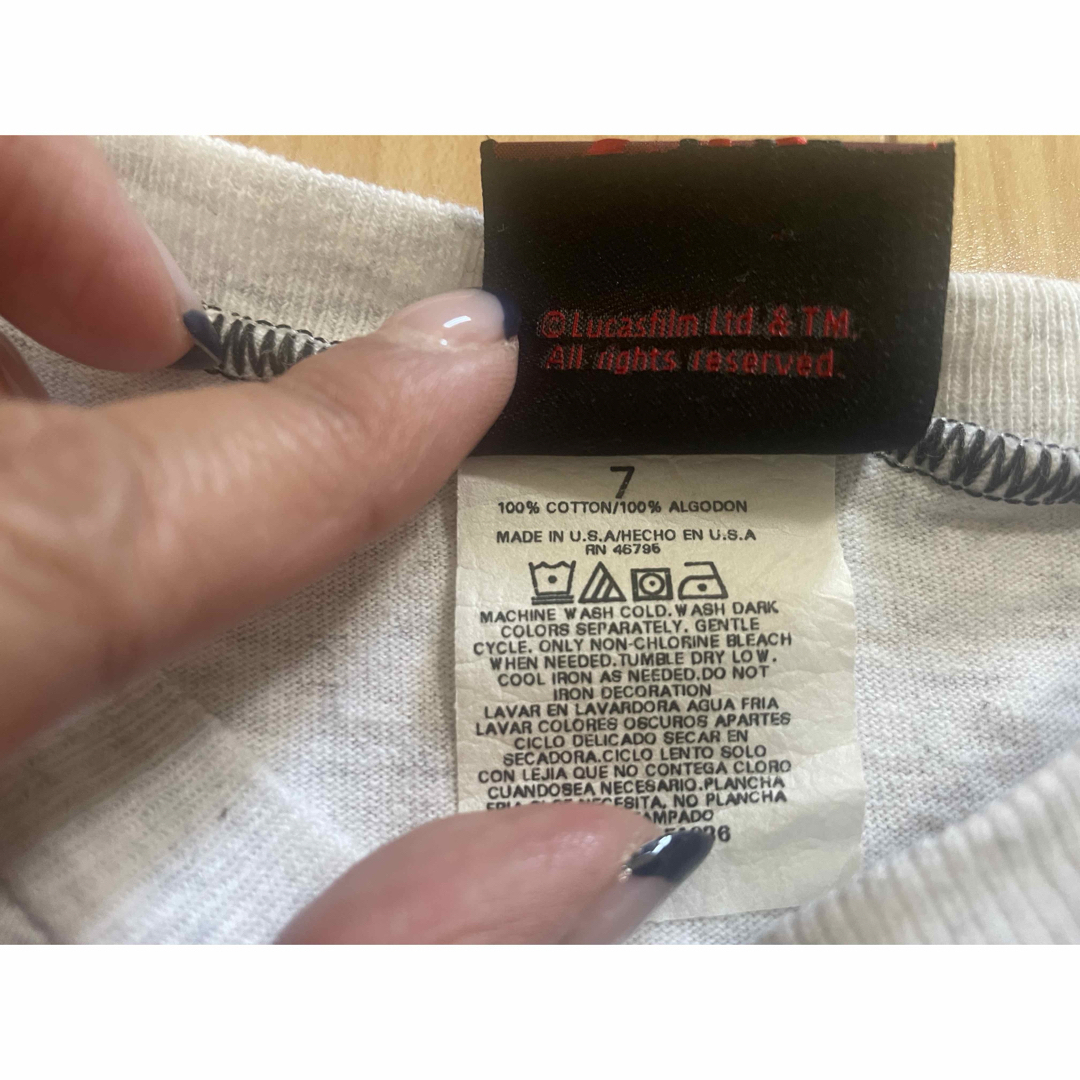 ©Lucasfilm Ltd & TM.
All rights reserved.
7
100% COTTON/100% ALGODON
MADE IN U.S.A/HECHO EN U.S.A
RN 46795
MACHINE WASH COLD. WASH DARK
COLORS SEPARATELY. GENTLE
CYCLE. ONLY NON-CHLORINE BLEACH
WHEN NEEDED.TUMBLE DRY LOW.
COOL IRON AS NEEDED.DO NOT
IRON DECORATION
LAVAR EN LAVARDORA AGUA FRIA
LAVAR COLORES OSCUROS APARTES
CICLO DELICADO SECAR EN
SECADORA.CICLO LENTO SOLO
CON LEJIA QUE NO CONTEGA CLORO
CUANDOSEA NECESARIO.PLANCHA
NO PLANCHA